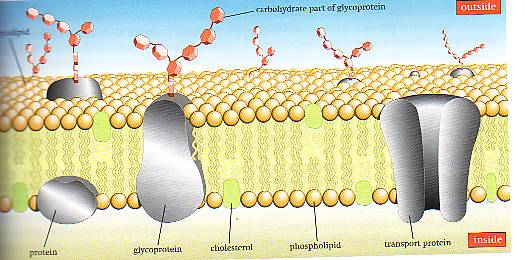 carbohydrate part of glycoprotein
outside
protein
glycoprotein
cholesterol
phospholipid
transport protein
inside